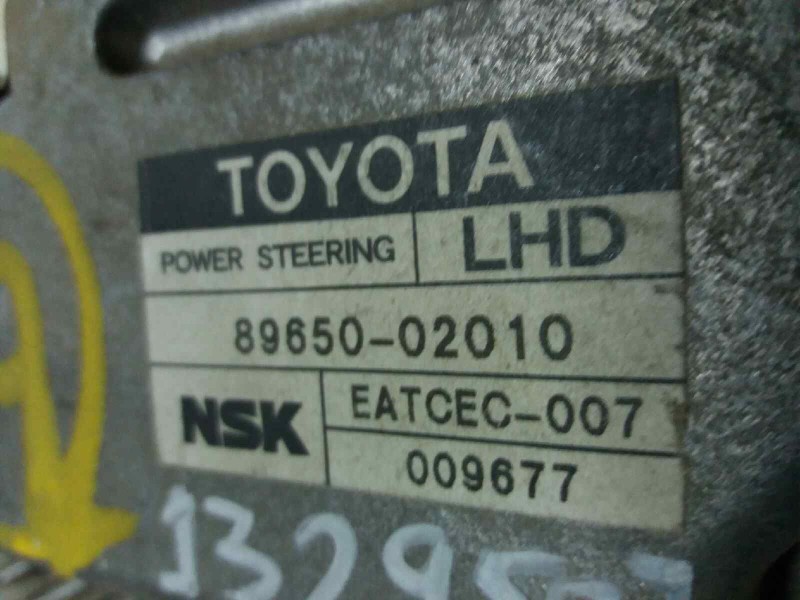 TOYOTA
POWER STEERING LHD
89650-02010
NSK EATCEC-007
009677